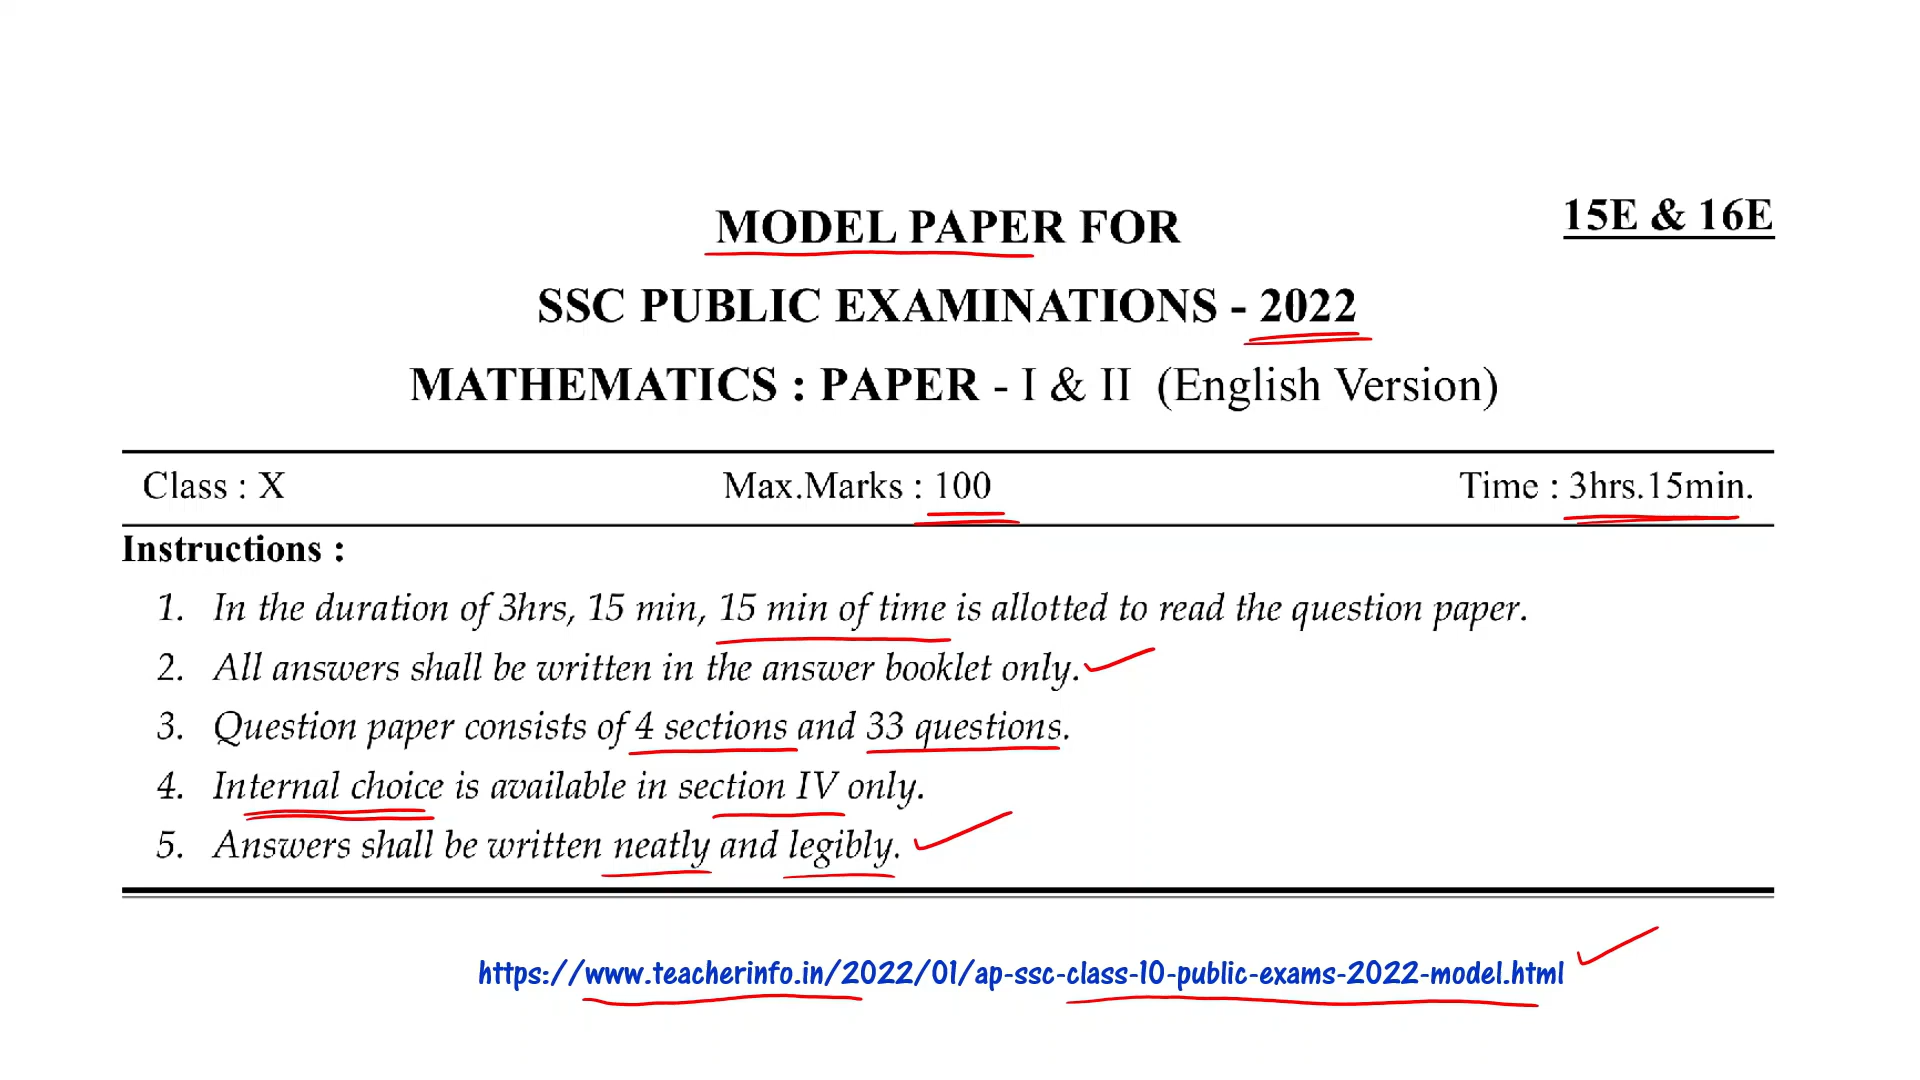 MODEL PAPER FOR
15E & 16E
SSC PUBLIC EXAMINATIONS - 2022
MATHEMATICS : PAPER - I & II (English Version)
Class : X Max.Marks : 100 Time : 3hrs.15min.
Instructions :
1. In the duration of 3hrs, 15 min, 15 min of time is allotted to read the question paper.
2. All answers shall be written in the answer booklet only.
3. Question paper consists of 4 sections and 33 questions.
4. Internal choice is available in section IV only.
5. Answers shall be written neatly and legibly.
https://www.teacherinfo.in/2022/01/ap-ssc-class-10-public-exams-2022-model.html